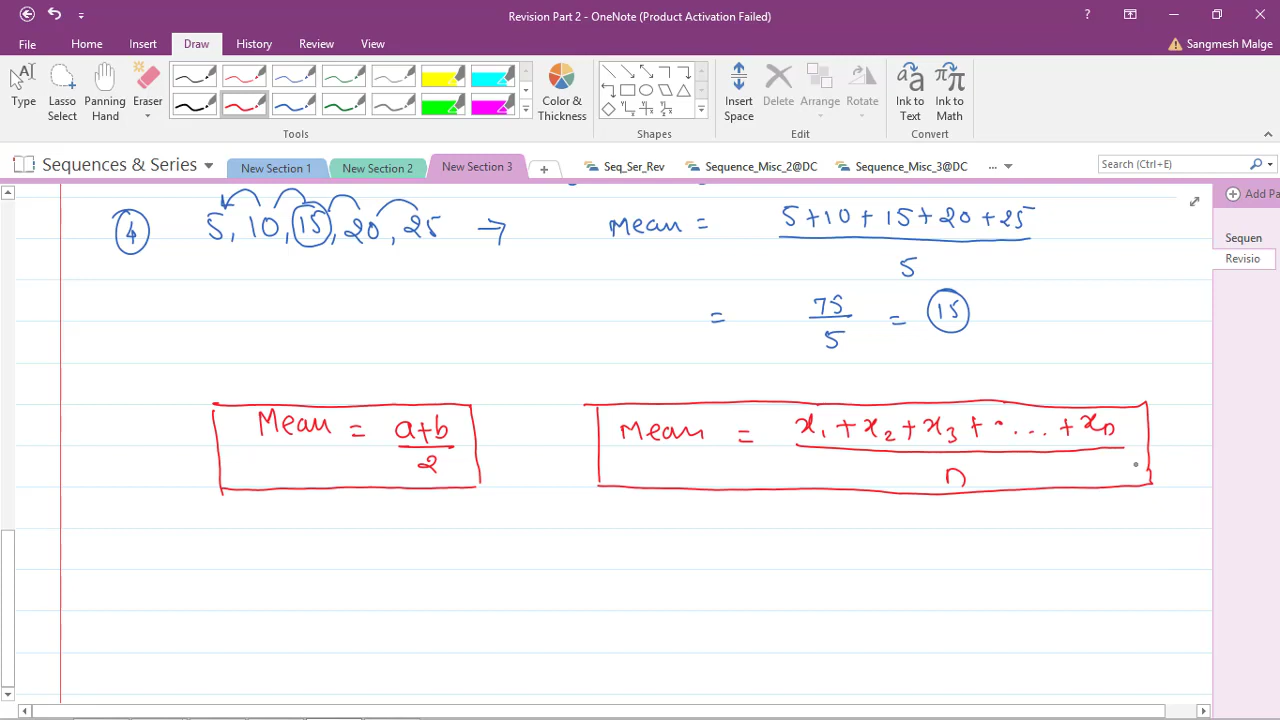 Revision Part 2 - OneNote (Product Activation Failed)
File Home Insert Draw History Review View Sangmesh Malge
Type Lasso Select Panning Hand Eraser Color & Thickness Insert Space Delete Arrange Rotate Ink to Text Ink to Math
Tools Shapes Edit Convert
Sequences & Series New Section 1 New Section 2 New Section 3 Seq_Ser_Rev Sequence_Misc_2@DC Sequence_Misc_3@DC ... Search (Ctrl+E)
Add Pa
Sequen
Revisio
4 5, 10, 15, 20, 25 → Mean = 5+10+15+20+25
5
= 75/5 = 15
Mean = a+b/2
Mean = x₁ + x₂ + x₃ + ..... + xₙ
n